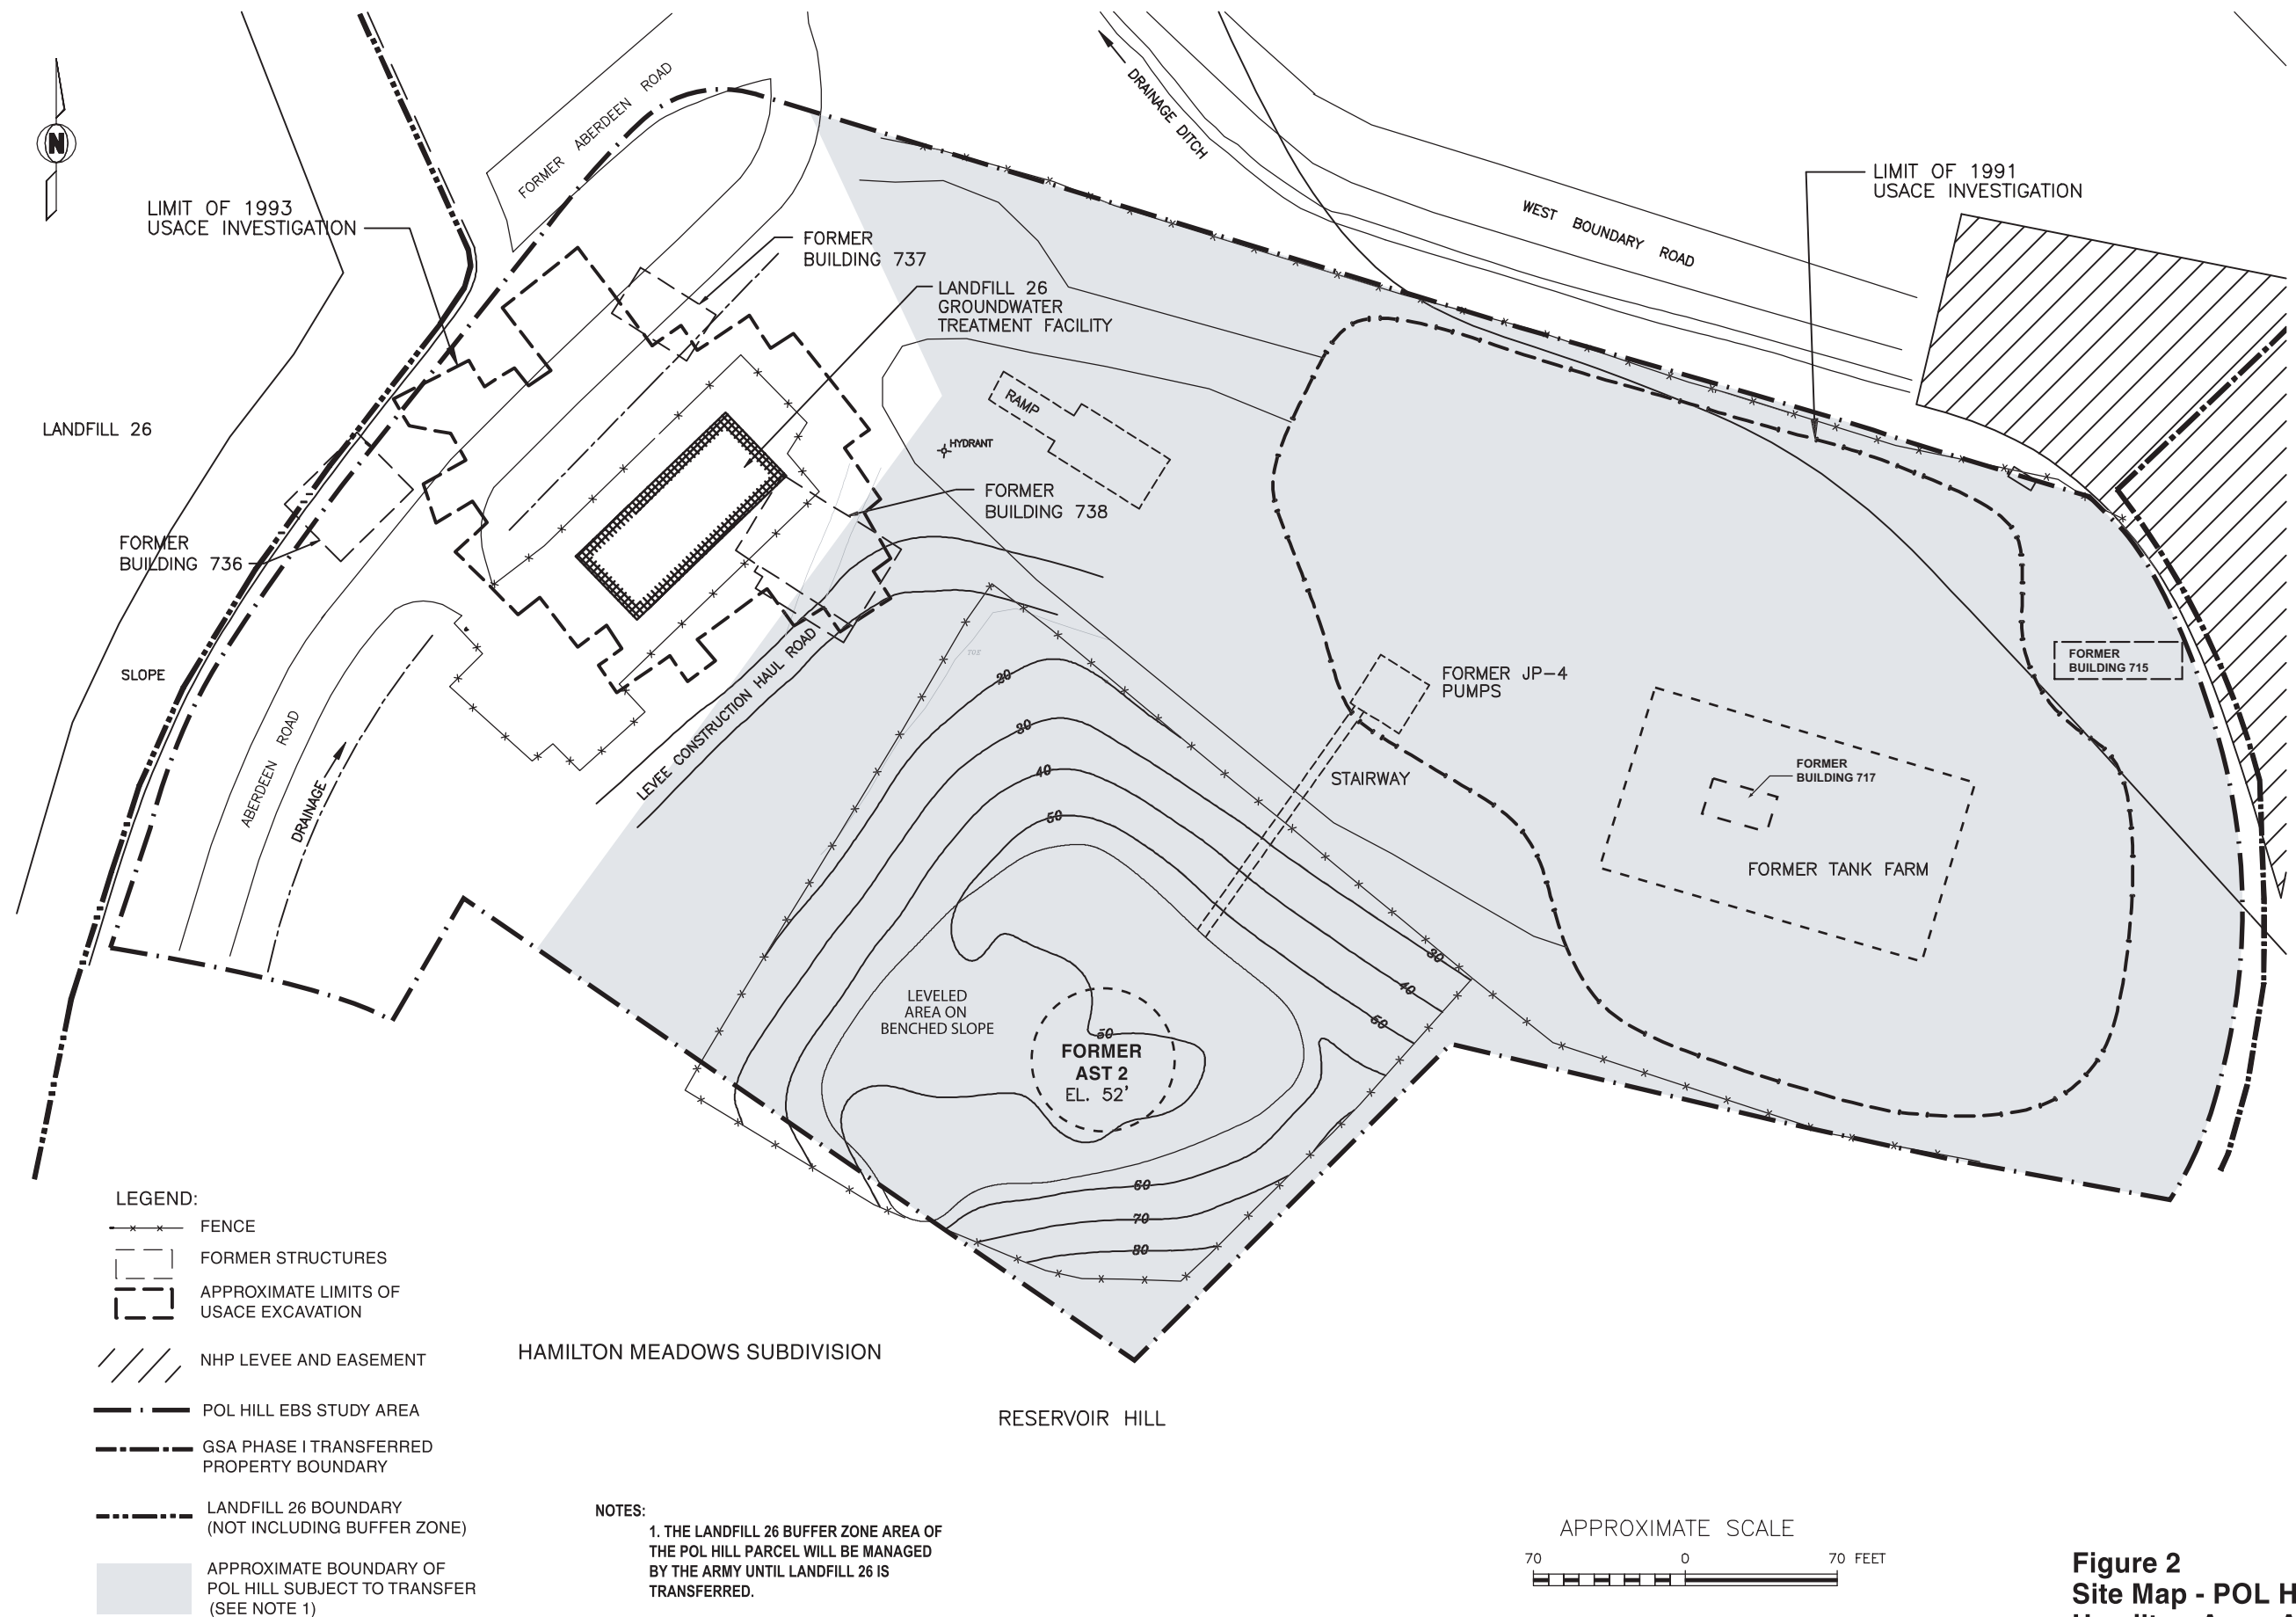 FORMER ABERDEEN ROAD
DRAINAGE DITCH
N
LIMIT OF 1993
USACE INVESTIGATION
LIMIT OF 1991
USACE INVESTIGATION
WEST BOUNDARY ROAD
FORMER
BUILDING 737
LANDFILL 26
GROUNDWATER
TREATMENT FACILITY
RAMP
HYDRANT
LANDFILL 26
FORMER
BUILDING 738
FORMER
BUILDING 736
SLOPE
TOE
LEVEE CONSTRUCTION HAUL ROAD
ABERDEEN ROAD
DRAINAGE
20
30
40
50
FORMER JP-4
PUMPS
STAIRWAY
FORMER
BUILDING 715
FORMER
BUILDING 717
FORMER TANK FARM
30
40
50
LEVELED
AREA ON
BENCHED SLOPE
50
FORMER
AST 2
EL. 52'
60
70
80
LEGEND:
FENCE
FORMER STRUCTURES
APPROXIMATE LIMITS OF
USACE EXCAVATION
NHP LEVEE AND EASEMENT
POL HILL EBS STUDY AREA
GSA PHASE I TRANSFERRED
PROPERTY BOUNDARY
LANDFILL 26 BOUNDARY
(NOT INCLUDING BUFFER ZONE)
APPROXIMATE BOUNDARY OF
POL HILL SUBJECT TO TRANSFER
(SEE NOTE 1)
HAMILTON MEADOWS SUBDIVISION
RESERVOIR HILL
NOTES:
1. THE LANDFILL 26 BUFFER ZONE AREA OF
THE POL HILL PARCEL WILL BE MANAGED
BY THE ARMY UNTIL LANDFILL 26 IS
TRANSFERRED.
APPROXIMATE SCALE
70 0 70 FEET
Figure 2
Site Map - POL H